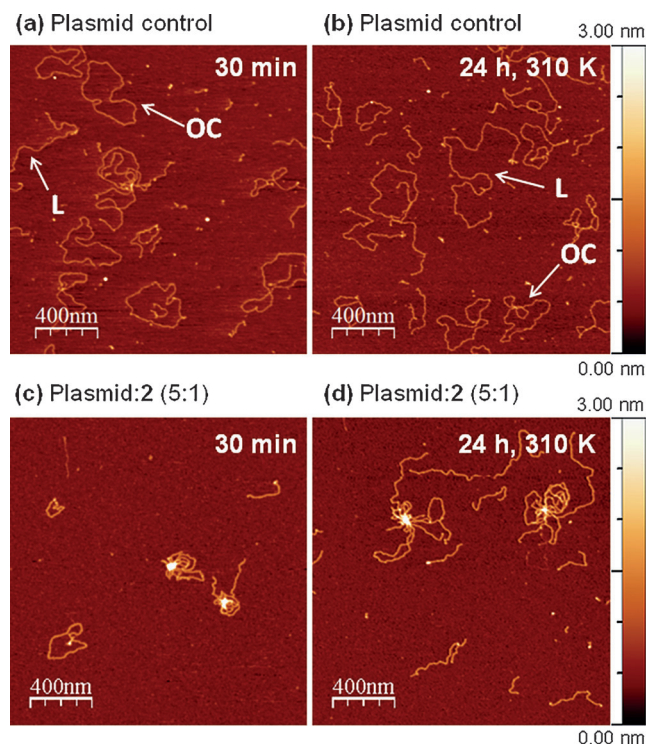 (a) Plasmid control
(b) Plasmid control
3.00 nm
30 min
24 h, 310 K
OC
L
L
OC
400nm
400nm
0.00 nm
(c) Plasmid:2 (5:1)
(d) Plasmid:2 (5:1)
3.00 nm
30 min
24 h, 310 K
400nm
400nm
0.00 nm